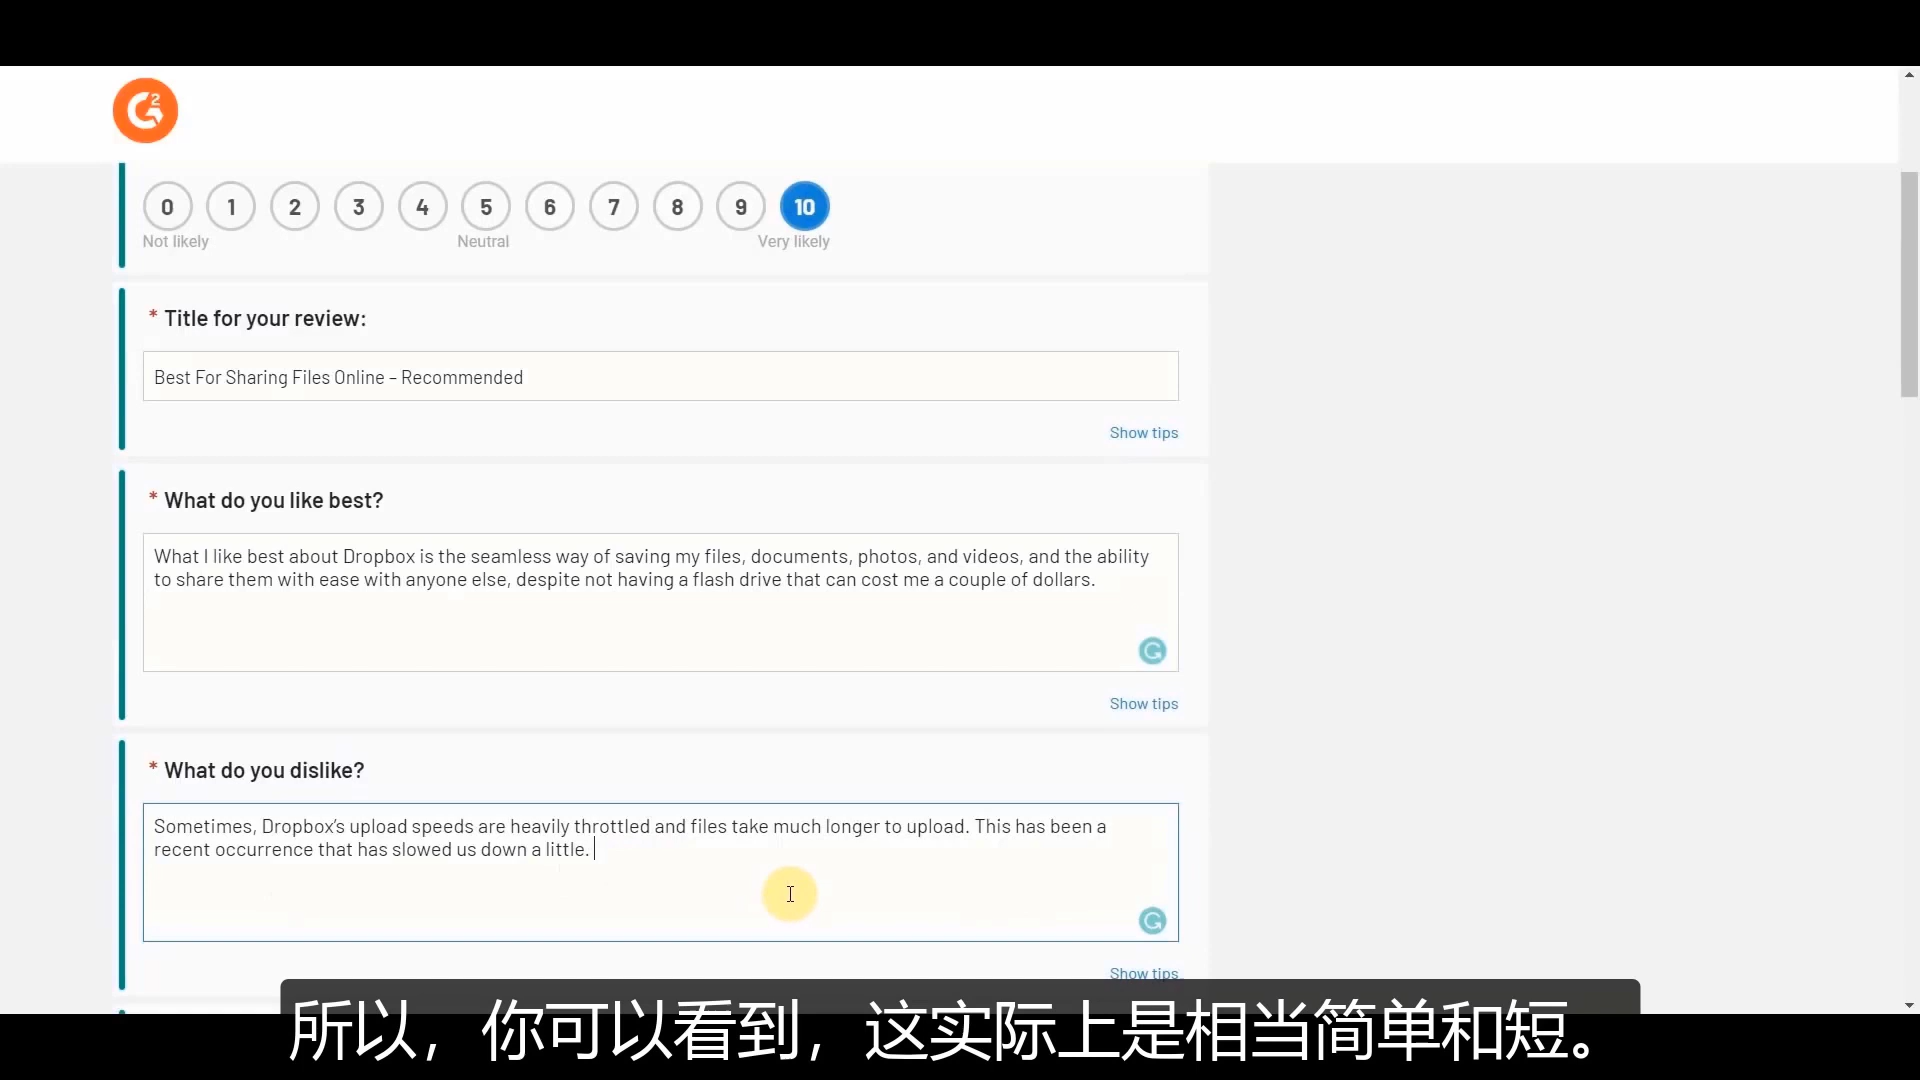 G2
0 1 2 3 4 5 6 7 8 9 10
Not likely Neutral Very likely
* Title for your review:
Best For Sharing Files Online – Recommended
Show tips
* What do you like best?
What I like best about Dropbox is the seamless way of saving my files, documents, photos, and videos, and the ability
to share them with ease with anyone else, despite not having a flash drive that can cost me a couple of dollars.
Show tips
* What do you dislike?
Sometimes, Dropbox's upload speeds are heavily throttled and files take much longer to upload. This has been a
recent occurrence that has slowed us down a little.
Show tips
所以，你可以看到，这实际上是相当简单和短。